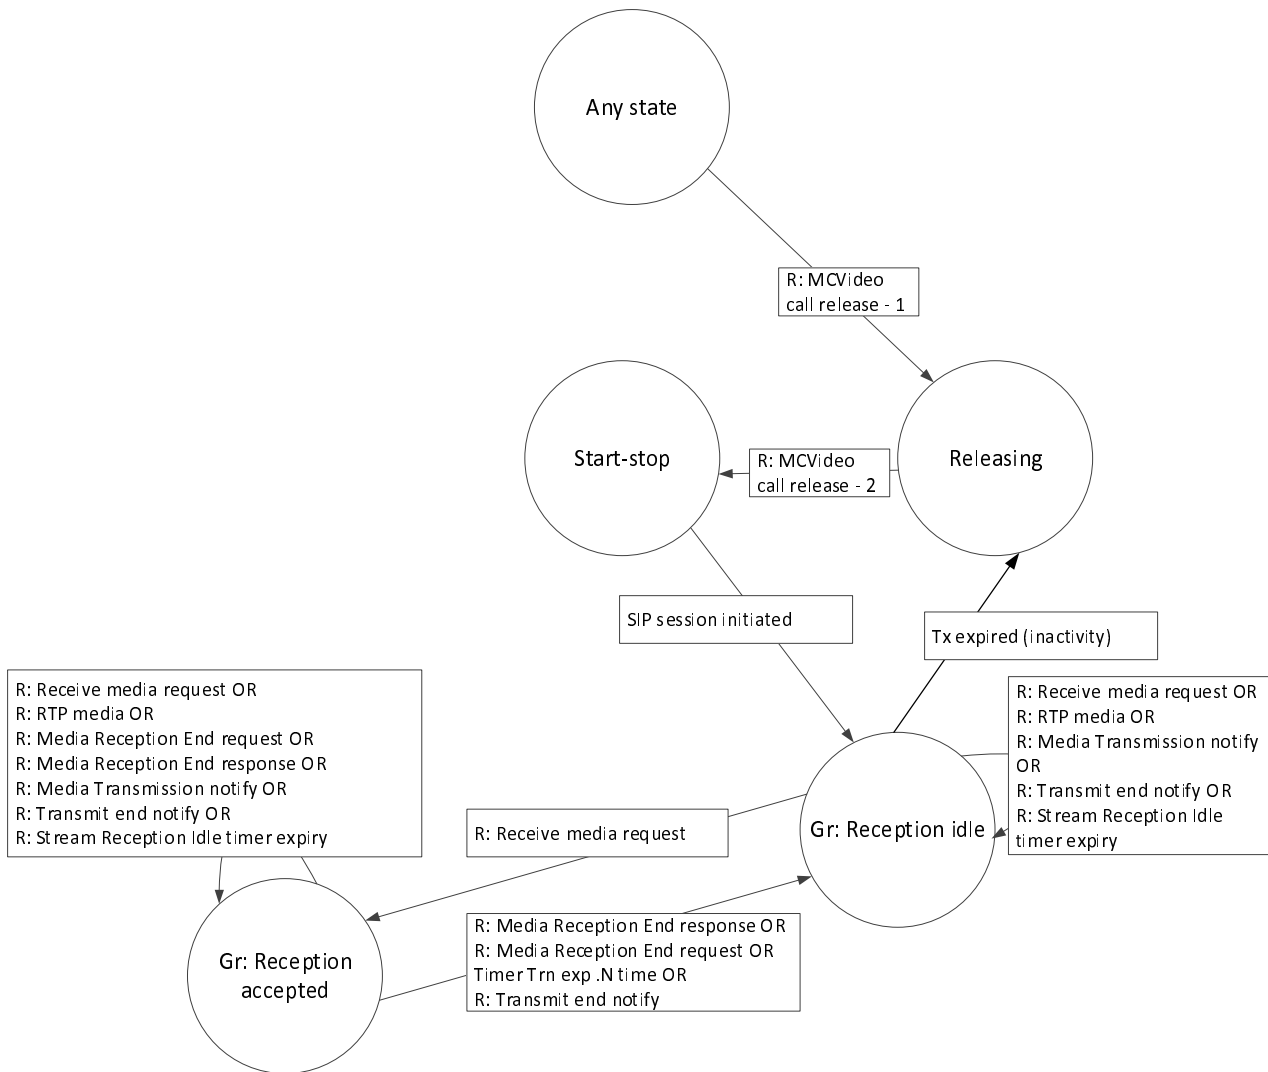 Any state
R: MCVideo
call release - 1
Start-stop
R: MCVideo
call release - 2
Releasing
SIP session initiated
Tx expired (inactivity)
R: Receive media request OR
R: RTP media OR
R: Media Reception End request OR
R: Media Reception End response OR
R: Media Transmission notify OR
R: Transmit end notify OR
R: Stream Reception Idle timer expiry
R: Receive media request OR
R: RTP media OR
R: Media Transmission notify
OR
R: Transmit end notify OR
R: Stream Reception Idle
timer expiry
R: Receive media request
Gr: Reception idle
R: Media Reception End response OR
R: Media Reception End request OR
Timer Trn exp .N time OR
R: Transmit end notify
Gr: Reception
accepted